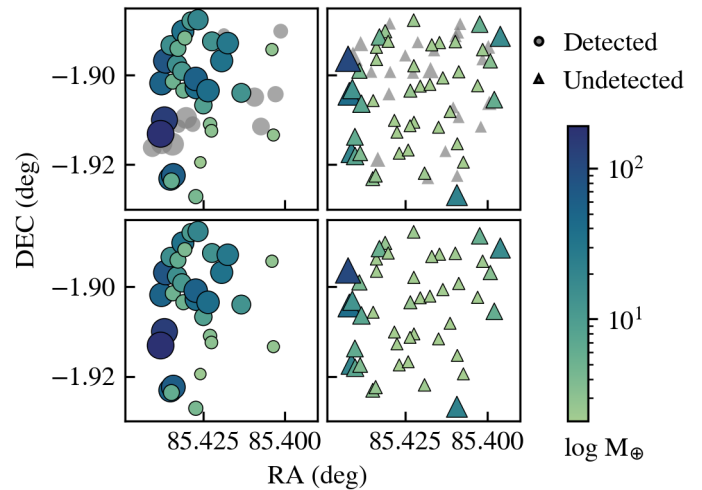 Detected
Undetected
−1.90
−1.92
DEC (deg)
10²
−1.90
10¹
−1.92
85.425 85.400 85.425 85.400
log M⊕
RA (deg)